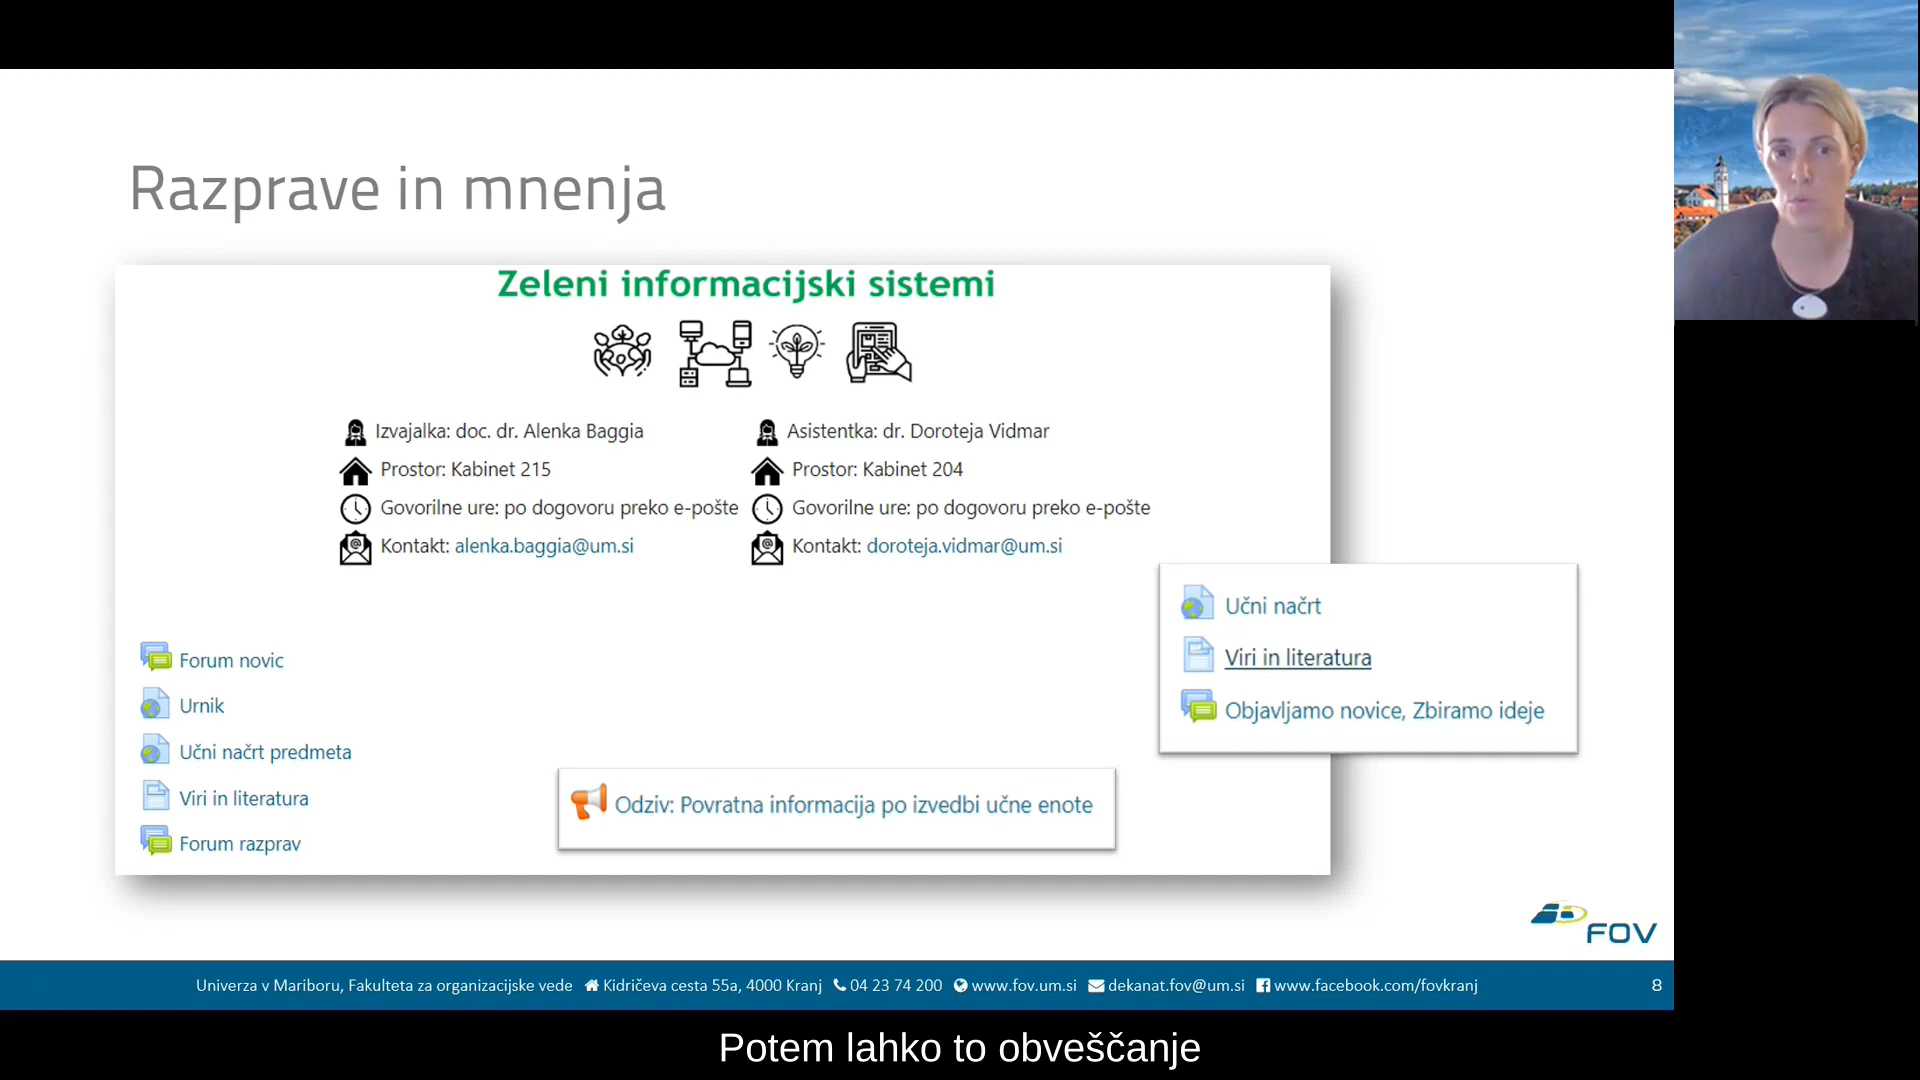 Razprave in mnenja
Zeleni informacijski sistemi
Izvajalka: doc. dr. Alenka Baggia
Prostor: Kabinet 215
Govorilne ure: po dogovoru preko e-pošte
Kontakt: alenka.baggia@um.si
Asistentka: dr. Doroteja Vidmar
Prostor: Kabinet 204
Govorilne ure: po dogovoru preko e-pošte
Kontakt: doroteja.vidmar@um.si
Forum novic
Urnik
Učni načrt predmeta
Viri in literatura
Forum razprav
Odziv: Povratna informacija po izvedbi učne enote
Učni načrt
Viri in literatura
Objavljamo novice, Zbiramo ideje
FOV
Univerza v Mariboru, Fakulteta za organizacijske vede Kidričeva cesta 55a, 4000 Kranj 04 23 74 200 www.fov.um.si dekanat.fov@um.si www.facebook.com/fovkranj 8
Potem lahko to obveščanje